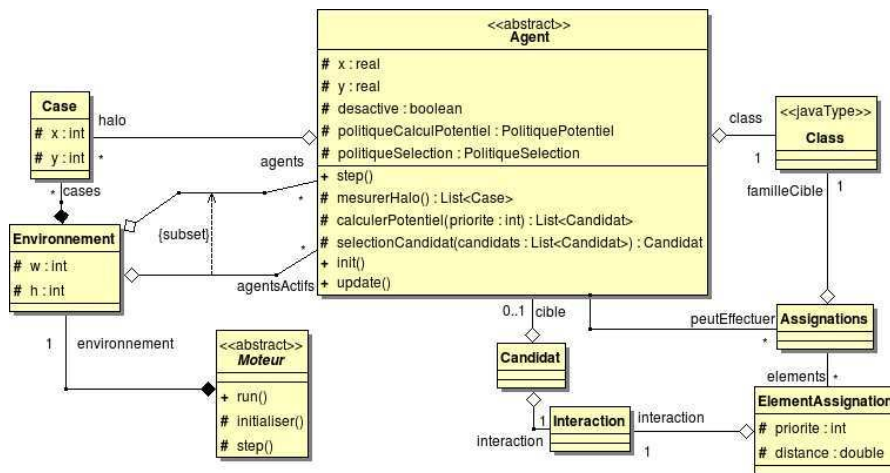 <<abstract>>
Agent
# x : real
# y : real
# desactive : boolean
# politiqueCalculPotentiel : PolitiquePotentiel
# politiqueSelection : PolitiqueSelection
+ step()
# mesurerHalo() : List<Case>
# calculerPotentiel(priorite : int) : List<Candidat>
# selectionCandidat(candidats : List<Candidat>) : Candidat
+ init()
+ update()
Case
# x : int
# y : int
halo
*
agents
*
* cases
{subset}
*
agentsActifs
Environnement
# w : int
# h : int
1 environnement
<<abstract>>
Moteur
+ run()
# initialiser()
# step()
class
1
<<javaType>>
Class
familleCible 1
0..1 cible
peutEffectuer
*
Assignations
Candidat
elements *
1
interaction
Interaction
interaction
1
ElementAssignation
# priorite : int
# distance : double